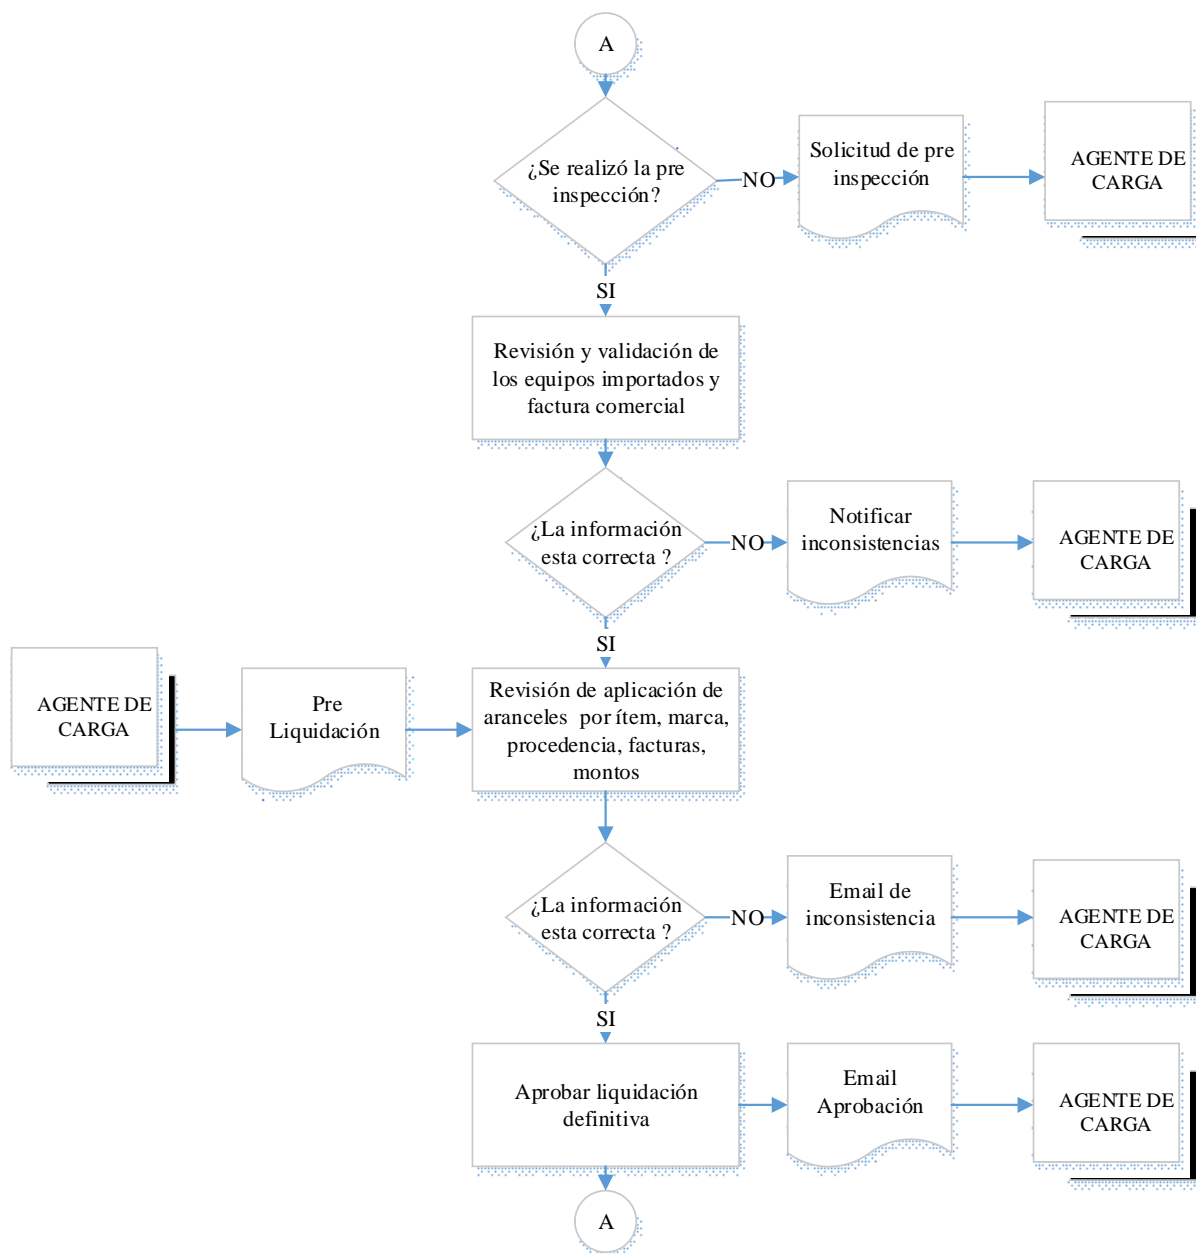 A
¿Se realizó la pre
inspección?
NO
Solicitud de pre
inspección
AGENTE DE
CARGA
SI
Revisión y validación de
los equipos importados y
factura comercial
¿La información
esta correcta ?
NO
Notificar
inconsistencias
AGENTE DE
CARGA
SI
AGENTE DE
CARGA
Pre
Liquidación
Revisión de aplicación de
aranceles por ítem, marca,
procedencia, facturas,
montos
¿La información
esta correcta ?
NO
Email de
inconsistencia
AGENTE DE
CARGA
SI
Aprobar liquidación
definitiva
Email
Aprobación
AGENTE DE
CARGA
A